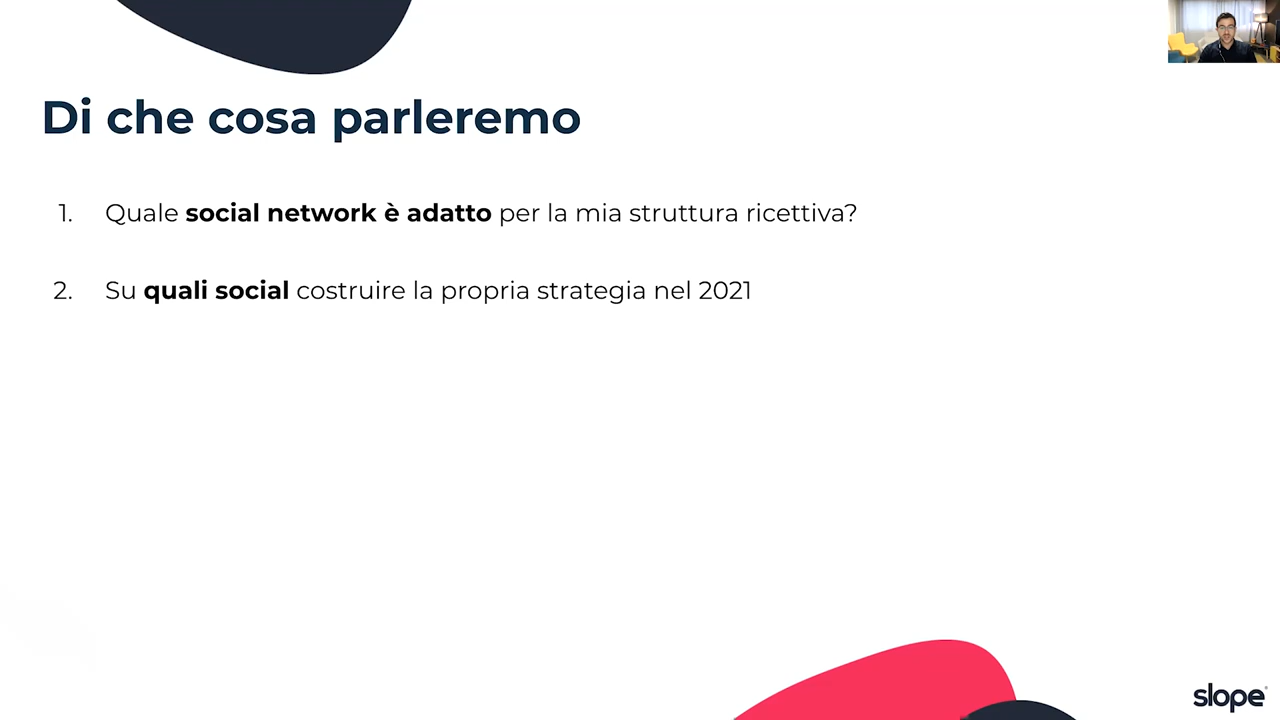 Di che cosa parleremo
1. Quale social network è adatto per la mia struttura ricettiva?
2. Su quali social costruire la propria strategia nel 2021
slope